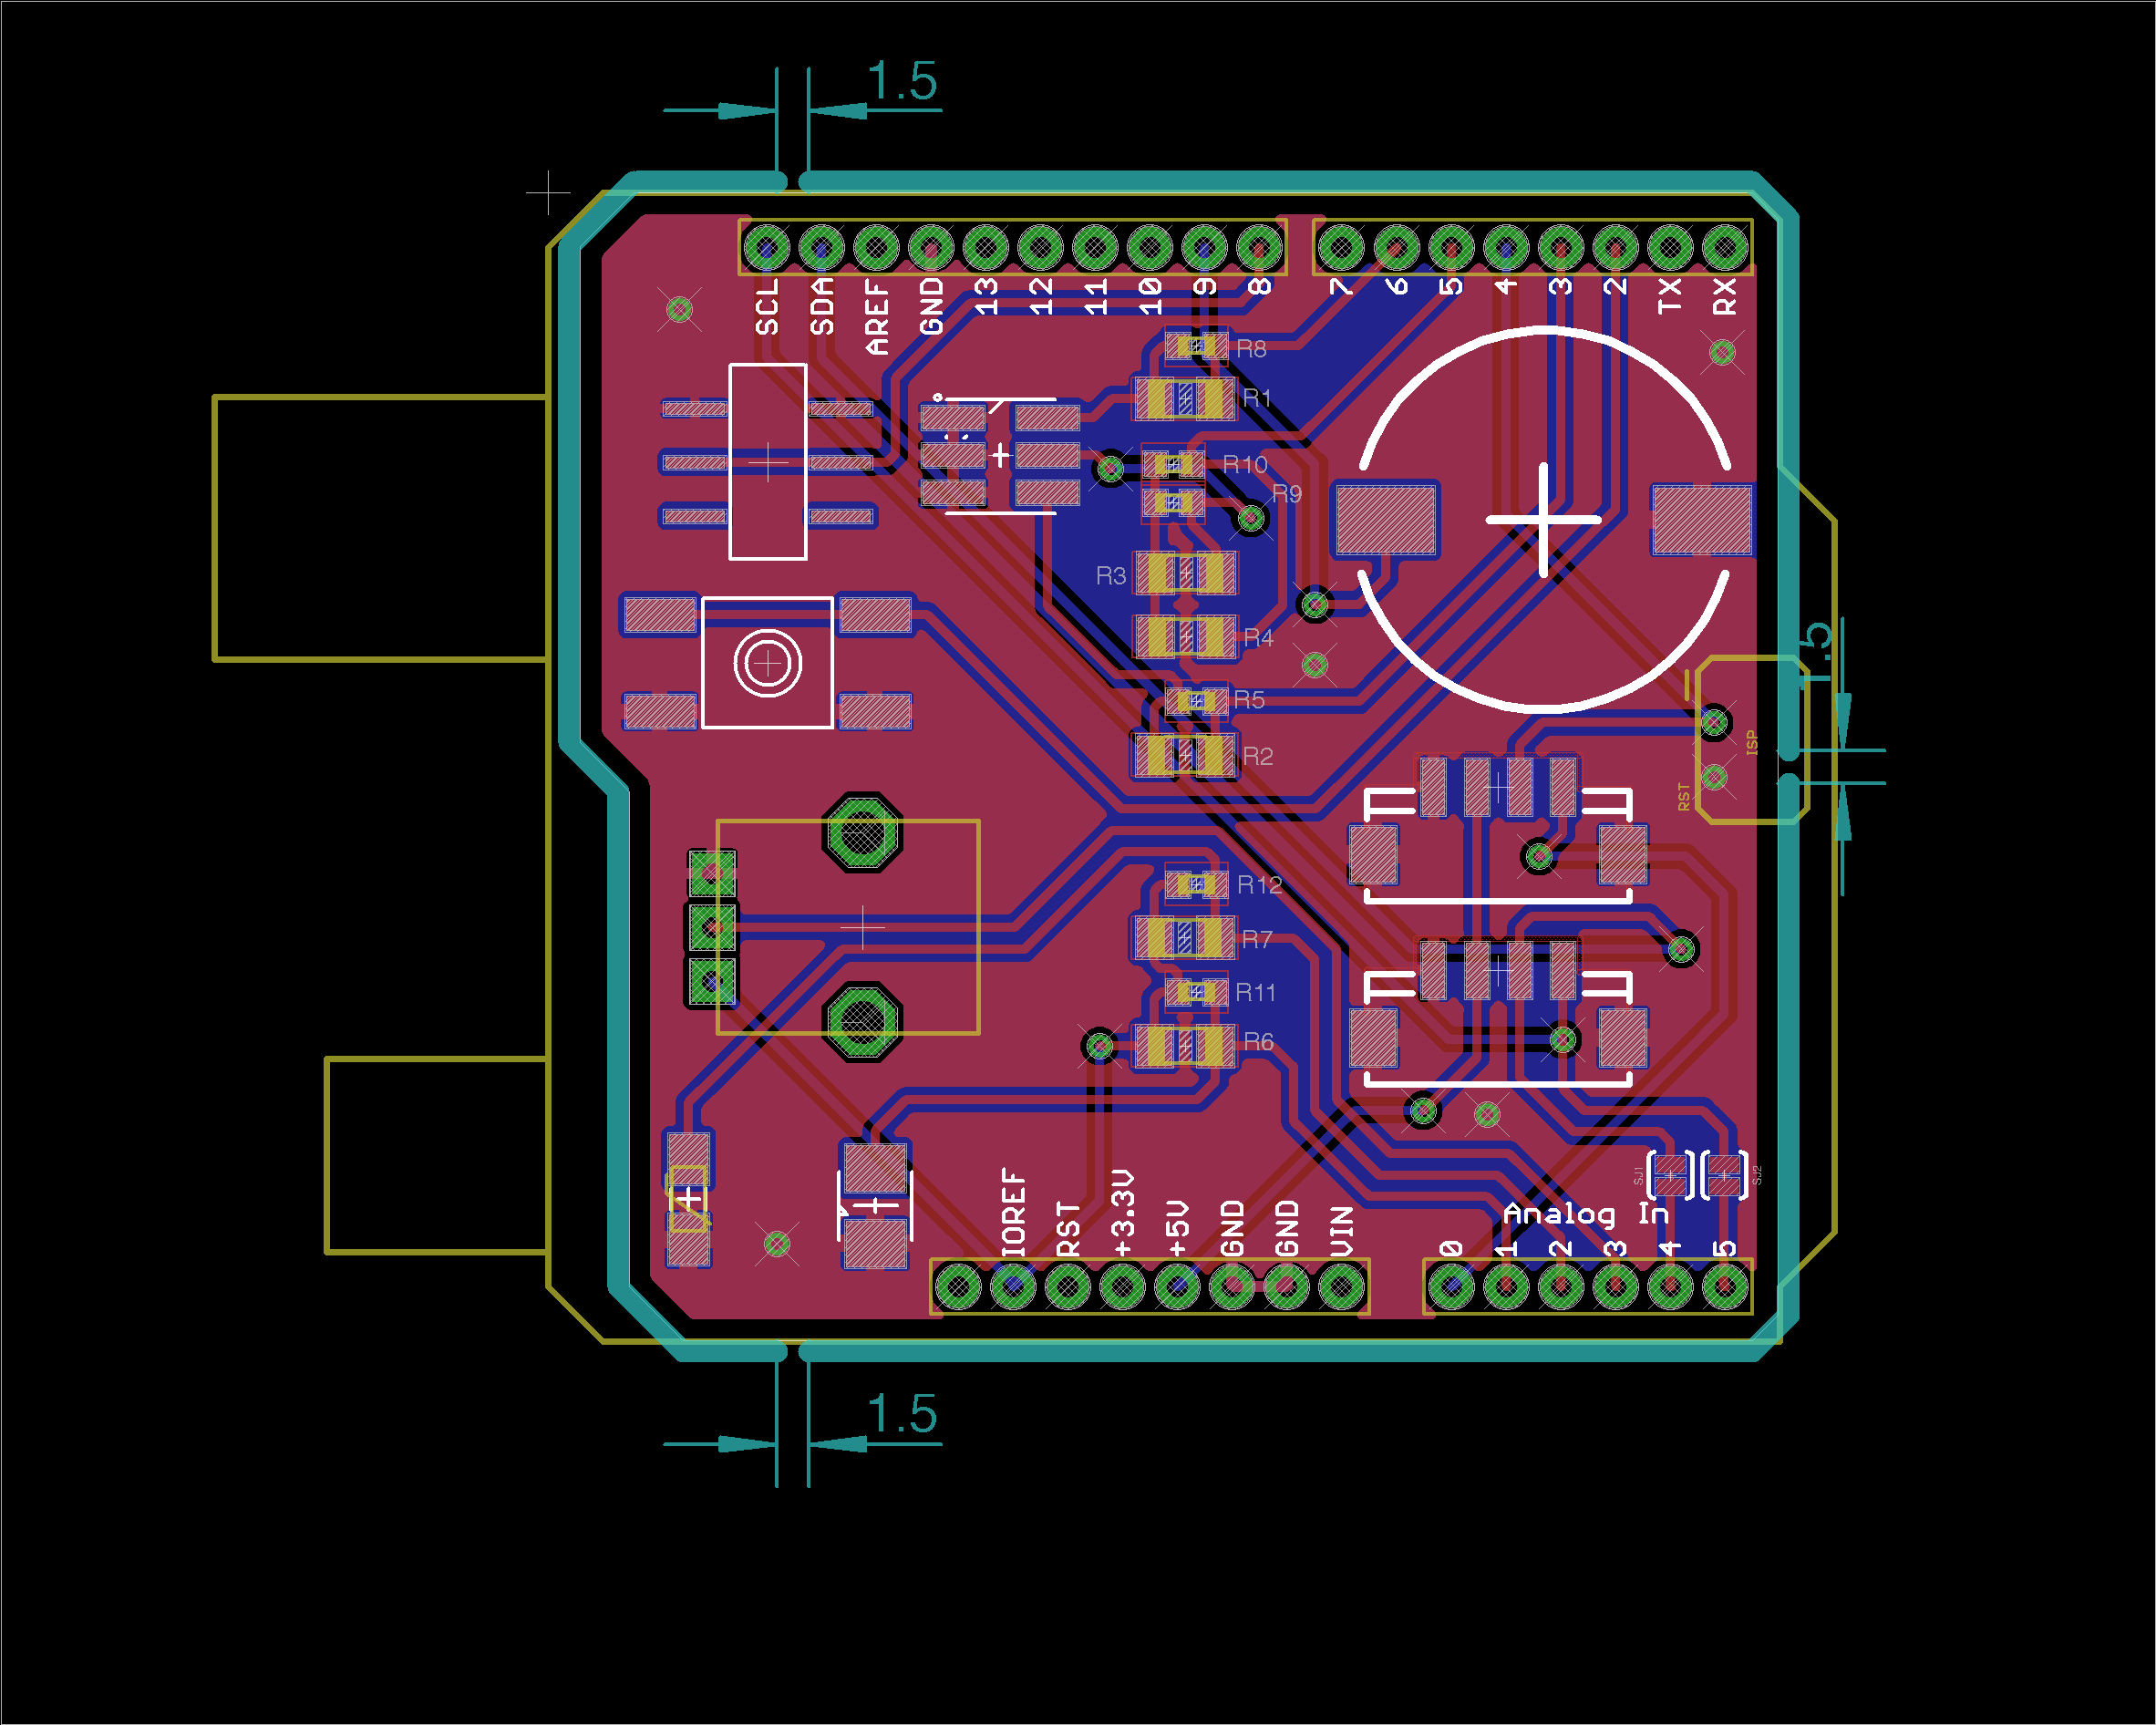 1.5
SCL SDA AREF GND 13 12 11 10 9 8 7 6 5 4 3 2 TX RX
R8
R1
R10
R9
R3
R4
R5
R2
1.5
ISP
RST
R12
R7
R11
R6
SJ1 SJ2
IOREF RST +3.3V +5V GND GND VIN
Analog In
0 1 2 3 4 5
1.5